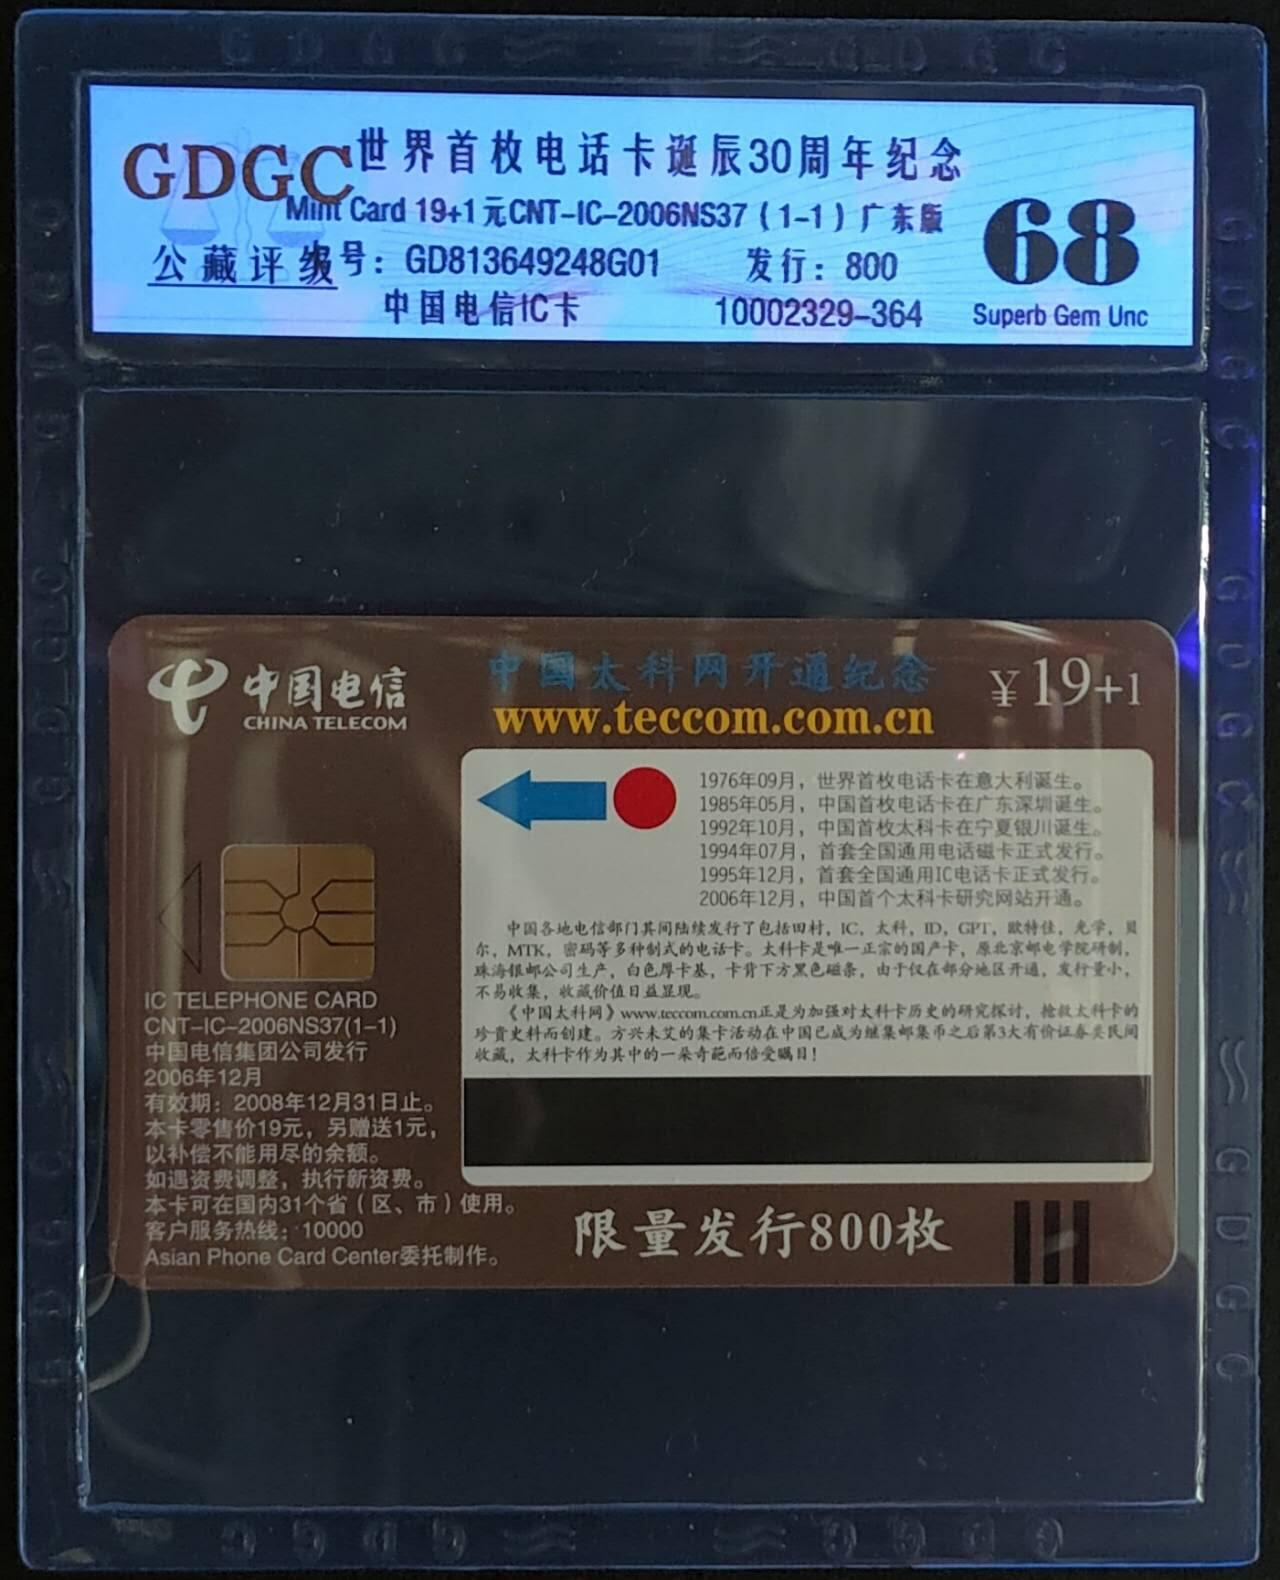 GDGC
世界首枚电话卡诞辰30周年纪念
Mint Card 19+1元CNT-IC-2006NS37(1-1)广东版
公藏评级
编号: GD813649248G01 发行: 800
中国电信IC卡 10002329-364
68
Superb Gem Unc
中国电信
CHINA TELECOM
中国太科网开通纪念
www.teccom.com.cn
¥19+1
1976年09月，世界首枚电话卡在意大利诞生。
1985年05月，中国首枚电话卡在广东深圳诞生。
1992年10月，中国首枚太科卡在宁夏银川诞生。
1994年07月，首套全国通用电话磁卡正式发行。
1995年12月，首套全国通用IC电话卡正式发行。
2006年12月，中国首个太科卡研究网站开通。
中国各地电信部门其间陆续发行了包括田村，IC，太科，ID，GPT，欧特佳，光学，贝
尔，MTK，密码等多种制式的电话卡。太科卡是唯一正宗的国产卡，原北京邮电学院研制，
珠海银邮公司生产，白色厚卡基，卡背下方黑色磁条，由于仅在部分地区开通，发行量小，
不易收集，收藏价值日益显现。
《中国太科网》www.teccom.com.cn正是为加强对太科卡历史的研究探讨，抢救太科卡的
珍贵史料而创建。方兴未艾的集卡活动在中国已成为继集邮集币之后第3大有价证券类民间
收藏，太科卡作为其中的一朵奇葩而倍受瞩目!
IC TELEPHONE CARD
CNT-IC-2006NS37(1-1)
中国电信集团公司发行
2006年12月
有效期：2008年12月31日止。
本卡零售价19元，另赠送1元，
以补偿不能用尽的余额。
如遇资费调整，执行新资费。
本卡可在国内31个省（区、市）使用。
客户服务热线：10000
Asian Phone Card Center委托制作。
限量发行800枚